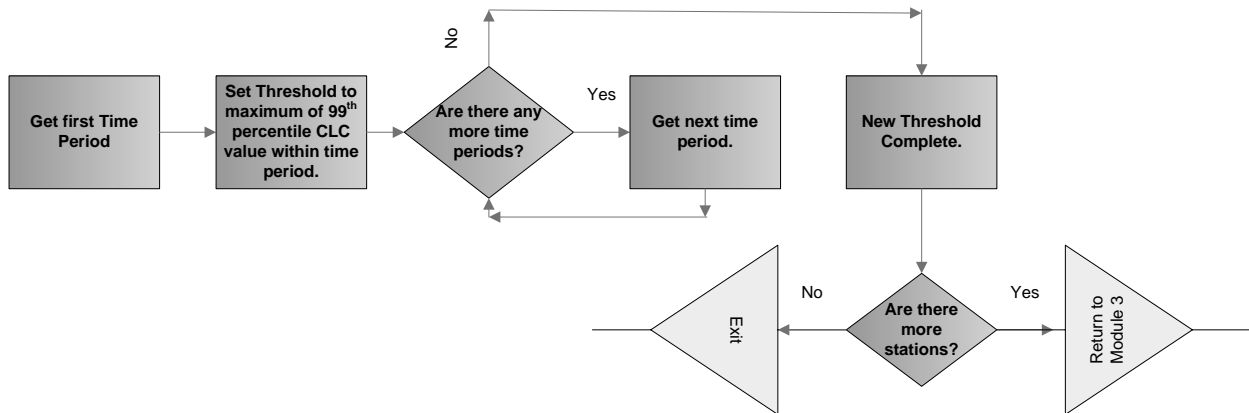 No
Get first Time
Period
Set Threshold to
maximum of 99th
percentile CLC
value within time
period.
Are there any
more time
periods?
Yes
Get next time
period.
New Threshold
Complete.
Exit
No
Are there
more
stations?
Yes
Return to
Module 3